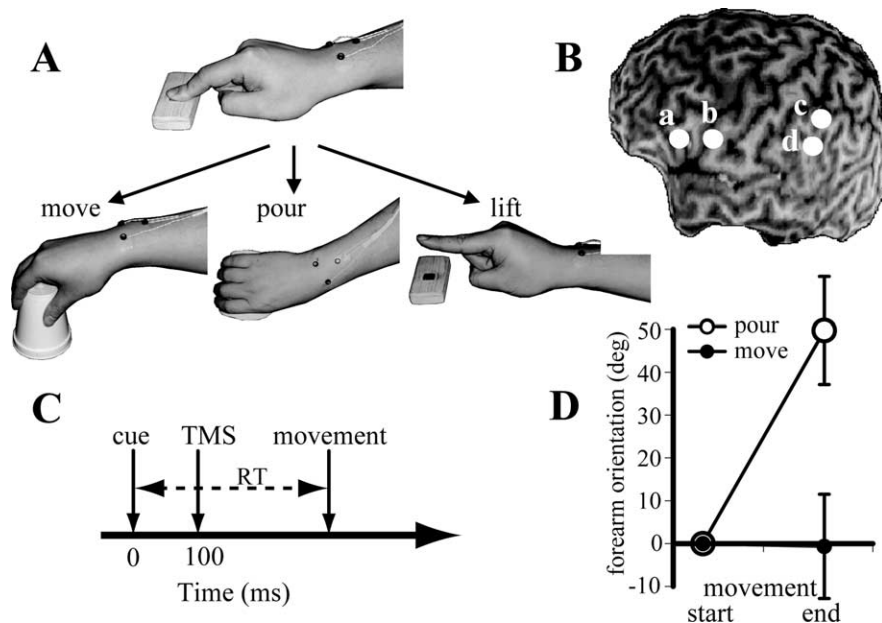 A
move
pour
lift
B
a
b
c
d
C
cue
TMS
movement
RT
0
100
Time (ms)
D
pour
move
forearm orientation (deg)
50
40
30
20
10
0
-10
movement
start
end